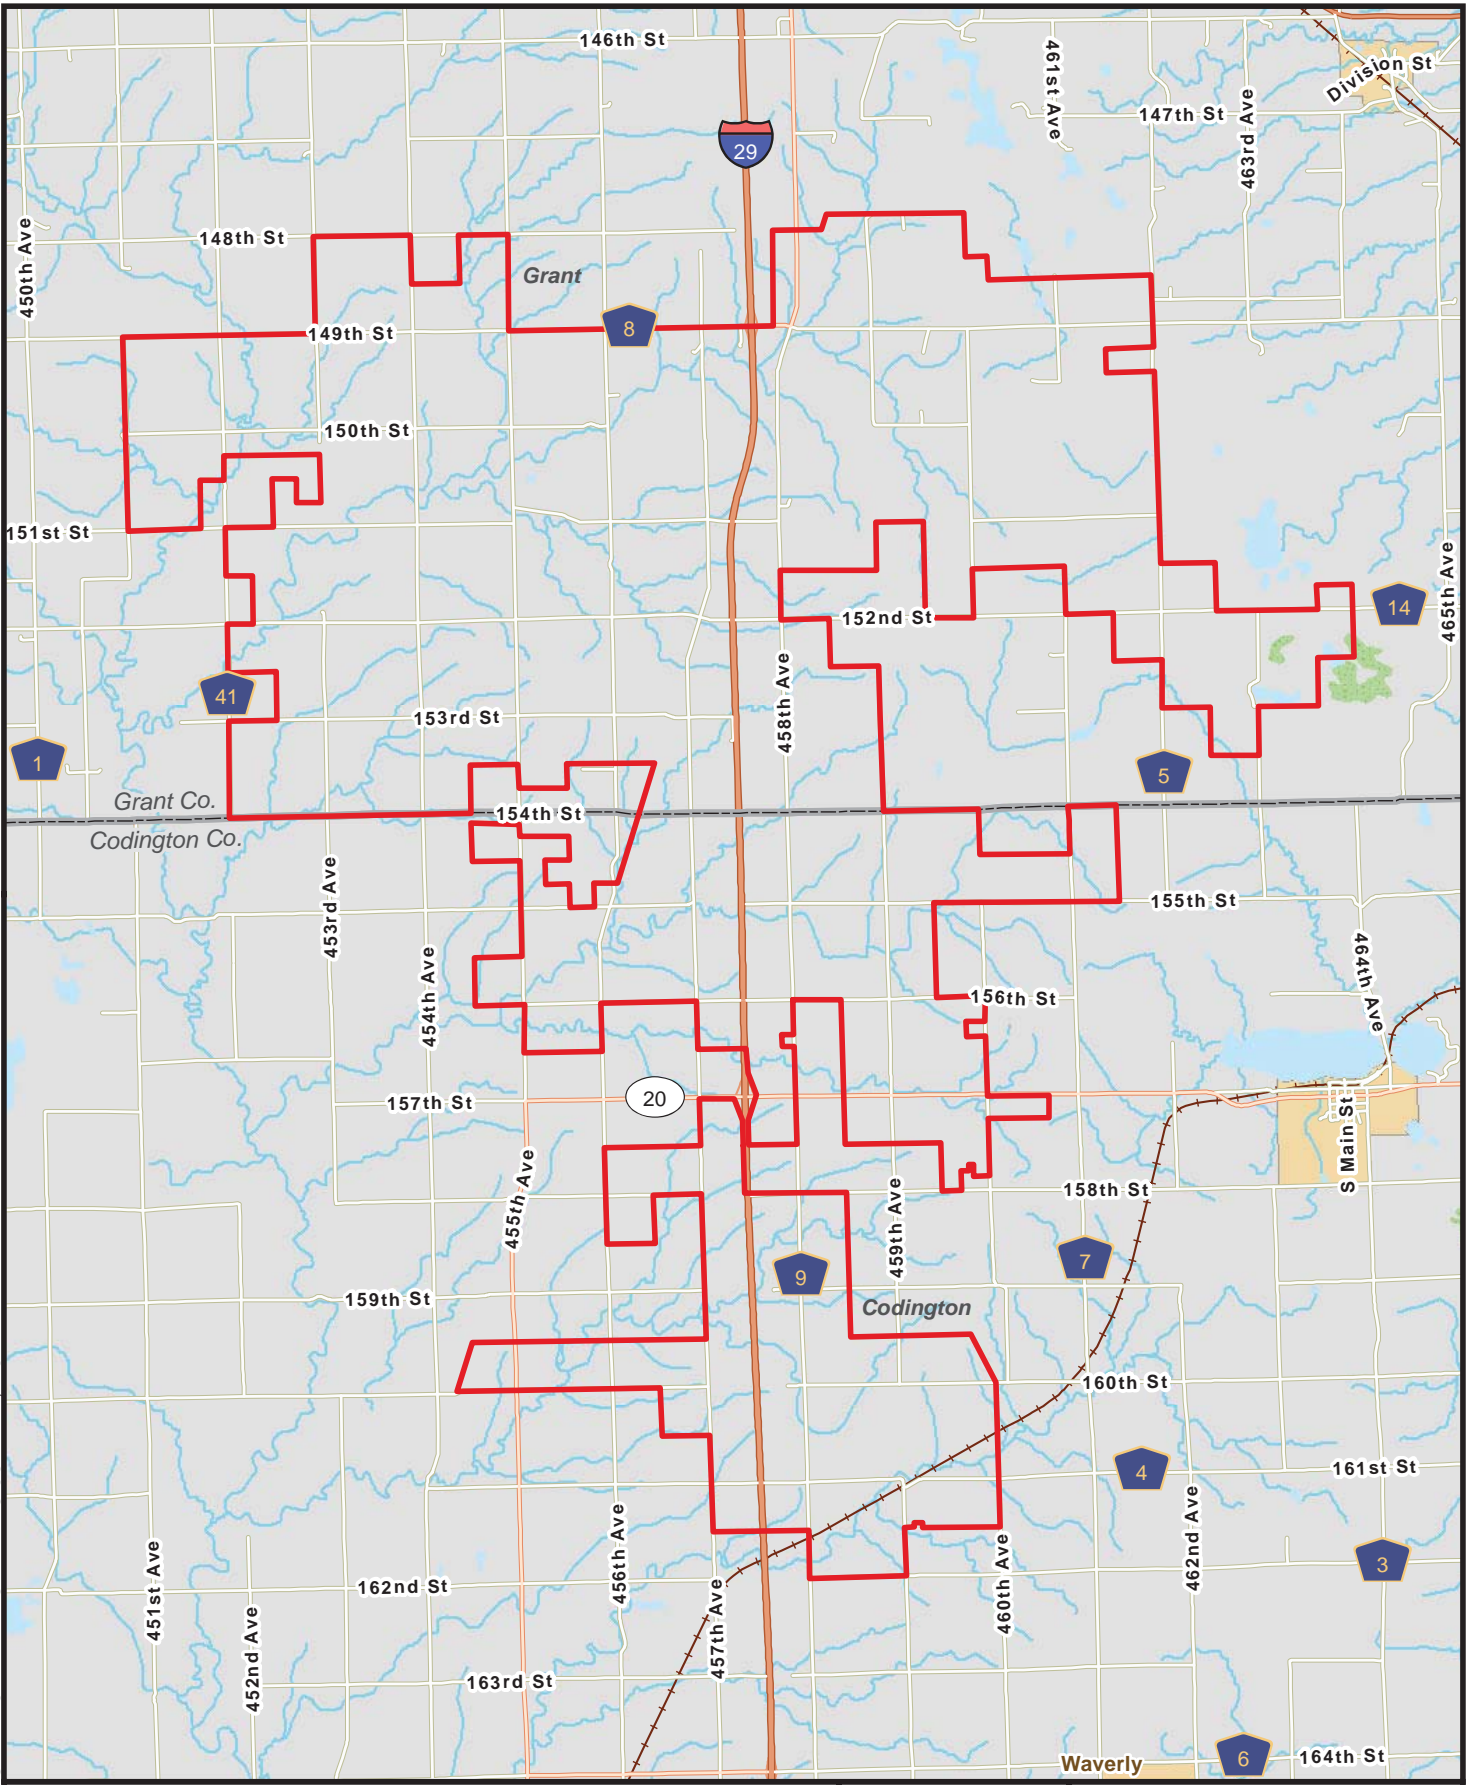 146th St
461st Ave
Division St
147th St
463rd Ave
29
450th Ave
148th St
Grant
8
149th St
150th St
151st St
465th Ave
14
152nd St
41
458th Ave
153rd St
1
5
Grant Co.
154th St
Codington Co.
453rd Ave
155th St
454th Ave
464th Ave
156th St
20
157th St
S Main St
455th Ave
459th Ave
158th St
7
9
159th St
Codington
160th St
4
161st St
451st Ave
456th Ave
462nd Ave
3
460th Ave
162nd St
457th Ave
452nd Ave
163rd St
Waverly
6
164th St